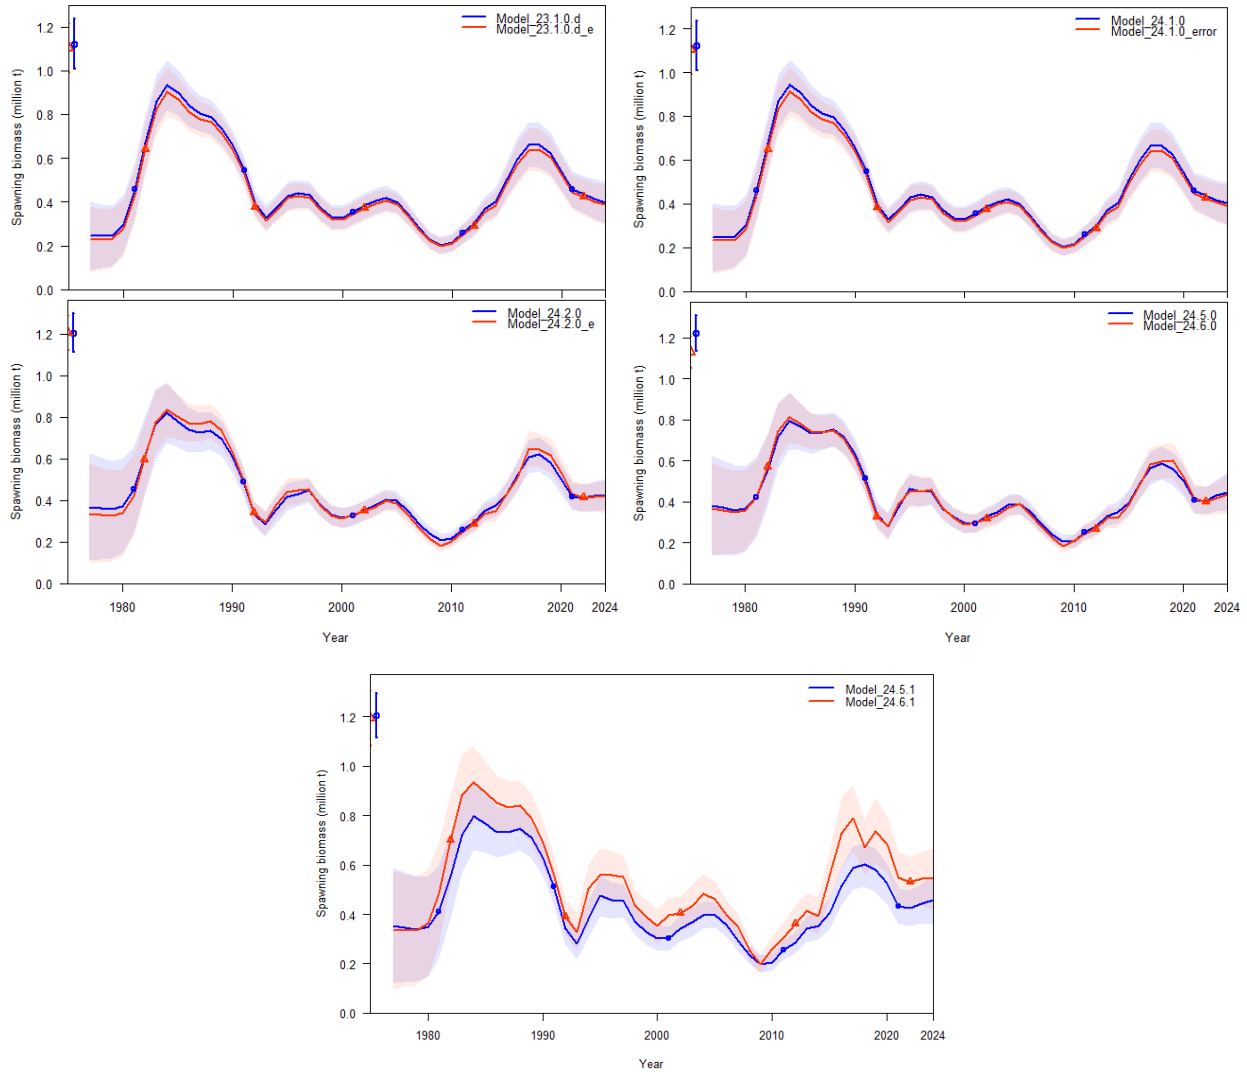 Model_23.1.0.d
Model_23.1.0.d_e
Spawning biomass (million t)
1.2
1.0
0.8
0.6
0.4
0.2
0.0
Model_24.1.0
Model_24.1.0_error
Spawning biomass (million t)
1.2
1.0
0.8
0.6
0.4
0.2
0.0
Model_24.2.0
Model_24.2.0_e
Spawning biomass (million t)
1.2
1.0
0.8
0.6
0.4
0.2
0.0
1980 1990 2000 2010 2020 2024
Year
Model_24.5.0
Model_24.6.0
Spawning biomass (million t)
1.2
1.0
0.8
0.6
0.4
0.2
0.0
1980 1990 2000 2010 2020 2024
Year
Model_24.5.1
Model_24.6.1
Spawning biomass (million t)
1.2
1.0
0.8
0.6
0.4
0.2
0.0
1980 1990 2000 2010 2020 2024
Year